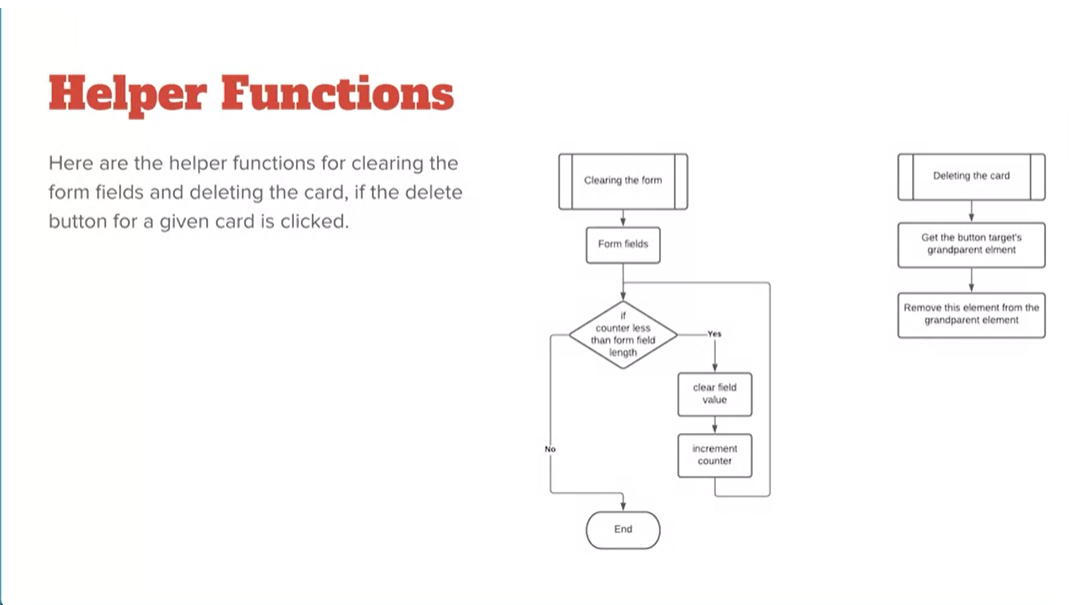 Helper Functions
Here are the helper functions for clearing the
form fields and deleting the card, if the delete
button for a given card is clicked.
Clearing the form
Form fields
if
counter less
than form field
length
Yes
clear field
value
increment
counter
No
End
Deleting the card
Get the button target's
grandparent elment
Remove this element from the
grandparent element